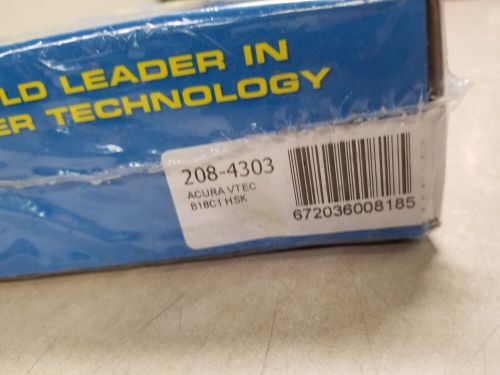 LD LEADER IN
ER TECHNOLOGY
208-4303
ACURA VTEC
B18C1 HSK
672036008185